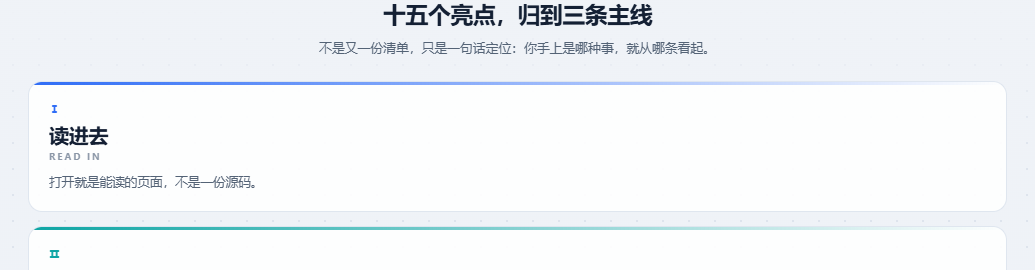 十五个亮点，归到三条主线
不是又一份清单，只是一句话定位：你手上是哪种事，就从哪条看起。
I
读进去
READ IN
打开就是能读的页面，不是一份源码。
II